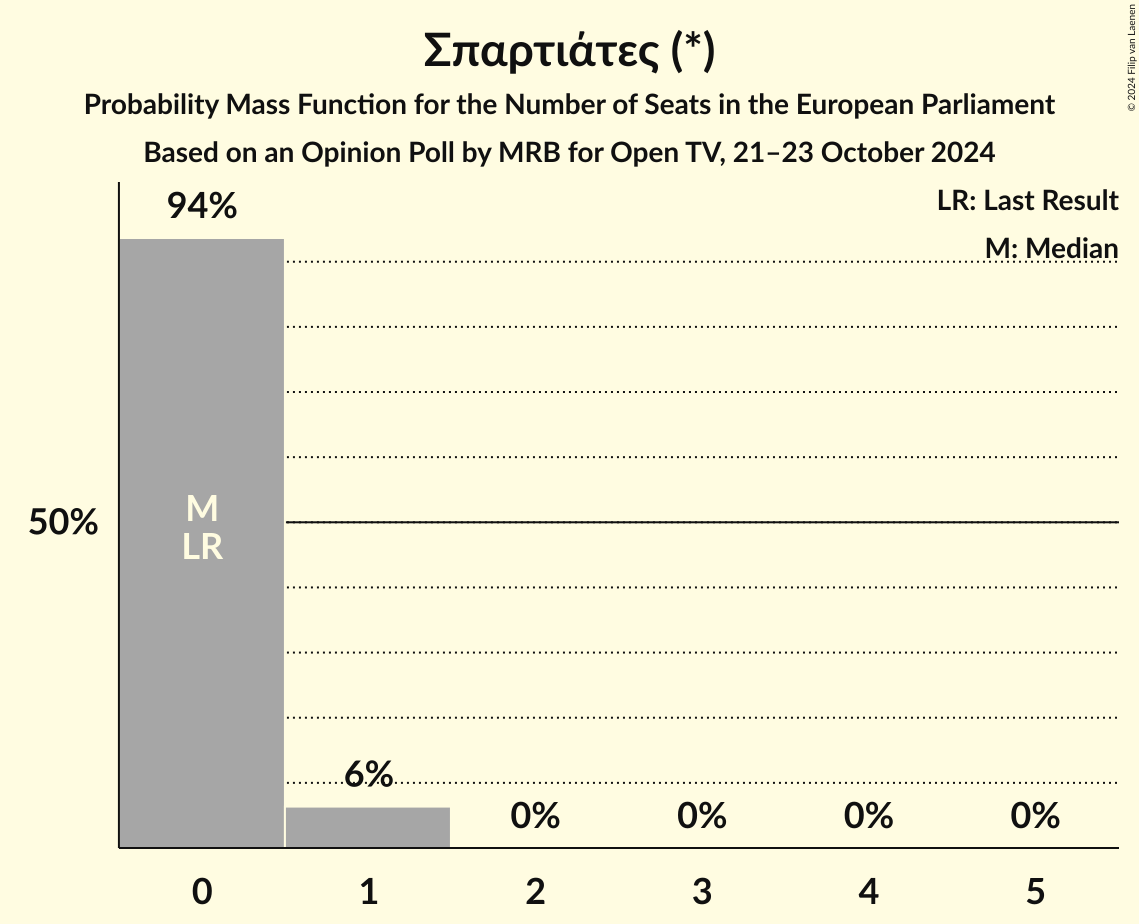 Σπαρτιάτες (*)
Probability Mass Function for the Number of Seats in the European Parliament
Based on an Opinion Poll by MRB for Open TV, 21–23 October 2024
© 2024 Filip van Laenen
LR: Last Result
M: Median
94%
M
LR
50%
6%
0%
0%
0%
0%
0
1
2
3
4
5